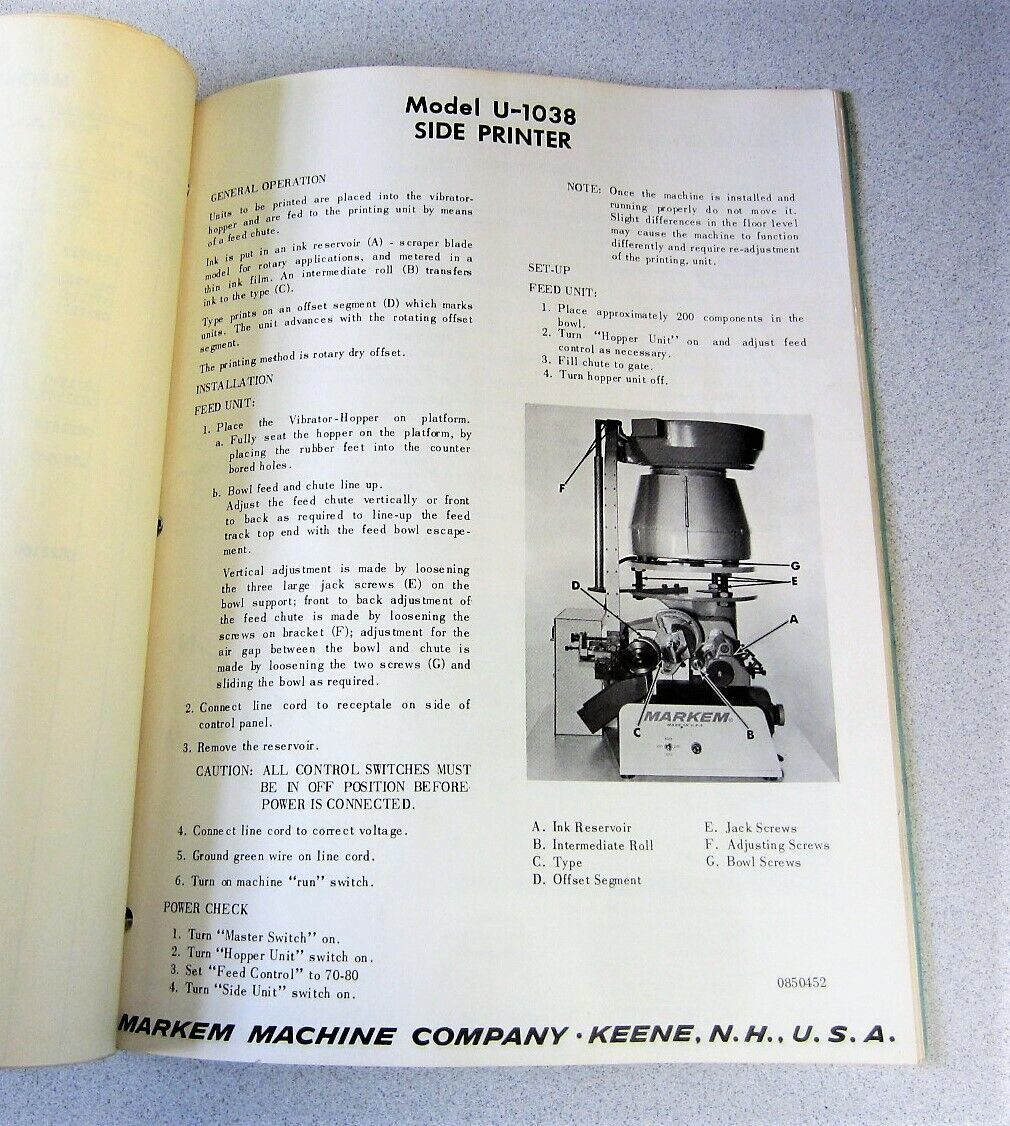 Model U-1038
SIDE PRINTER
GENERAL OPERATION
Units to be printed are placed into the vibrator-
hopper and are fed to the printing unit by means
of a feed chute.
Ink is put in an ink reservoir (A) - scraper blade
model for rotary applications, and metered in a
thin ink film. An intermediate roll (B) transfers
ink to the type (C).
Type prints on an offset segment (D) which marks
units. The unit advances with the rotating offset
segment.
The printing method is rotary dry offset.
INSTALLATION
FEED UNIT:
1. Place the Vibrator-Hopper on platform.
a. Fully seat the hopper on the platform, by
placing the rubber feet into the counter
bored holes.
b. Bowl feed and chute line up.
Adjust the feed chute vertically or front
to back as required to line-up the feed
track top end with the feed bowl escape-
ment.
Vertical adjustment is made by loosening
the three large jack screws (E) on the
bowl support; front to back adjustment of
the feed chute is made by loosening the
screws on bracket (F); adjustment for the
air gap between the bowl and chute is
made by loosening the two screws (G) and
sliding the bowl as required.
2. Connect line cord to receptale on side of
control panel.
3. Remove the reservoir.
CAUTION: ALL CONTROL SWITCHES MUST
BE IN OFF POSITION BEFORE
POWER IS CONNECTED.
4. Connect line cord to correct voltage.
5. Ground green wire on line cord.
6. Turn on machine “run” switch.
POWER CHECK
1. Turn “Master Switch” on.
2. Turn “Hopper Unit” switch on.
3. Set “Feed Control” to 70-80
4. Turn “Side Unit” switch on.
NOTE: Once the machine is installed and
running properly do not move it.
Slight differences in the floor level
may cause the machine to function
differently and require re-adjustment
of the printing, unit.
SET-UP
FEED UNIT:
1. Place approximately 200 components in the
bowl.
2. Turn “Hopper Unit” on and adjust feed
control as necessary.
3. Fill chute to gate.
4. Turn hopper unit off.
F
G
E
D
A
MARKEM
C
B
A. Ink Reservoir
B. Intermediate Roll
C. Type
D. Offset Segment
E. Jack Screws
F. Adjusting Screws
G. Bowl Screws
0850452
MARKEM MACHINE COMPANY · KEENE, N.H., U.S.A.